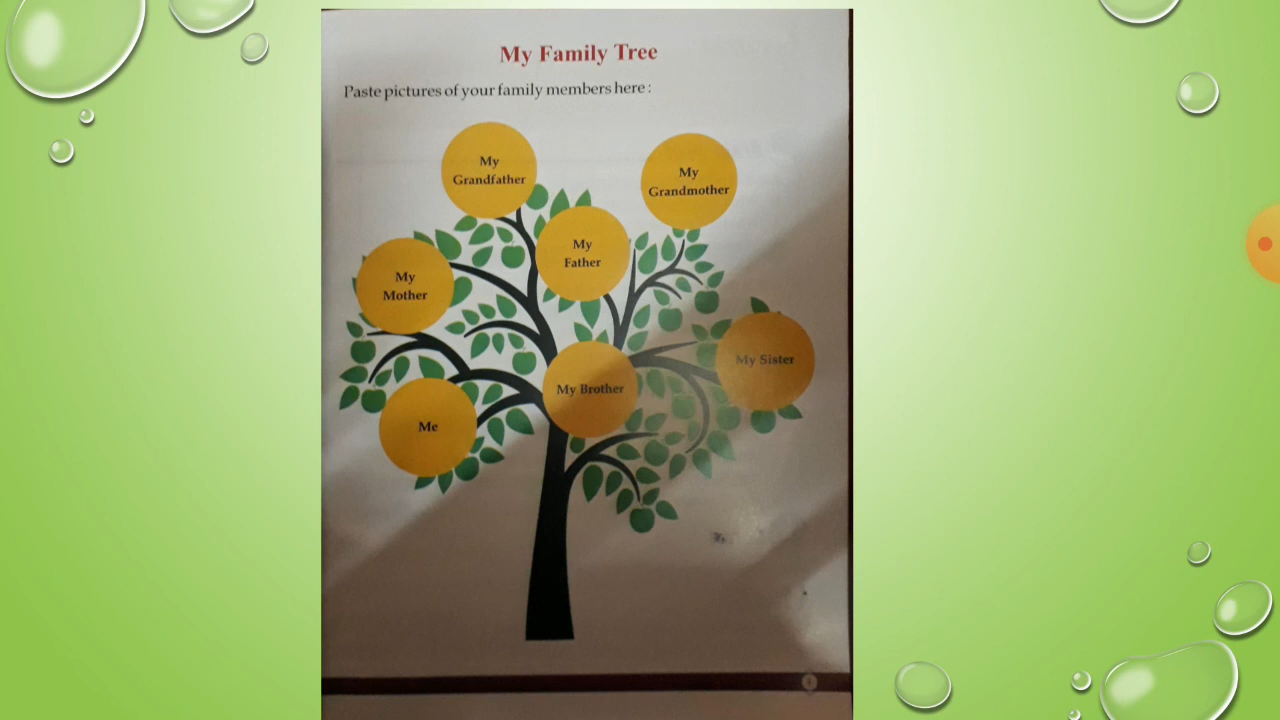 My Family Tree
Paste pictures of your family members here :
My
Grandfather
My
Grandmother
My
Father
My
Mother
My Brother
My Sister
Me